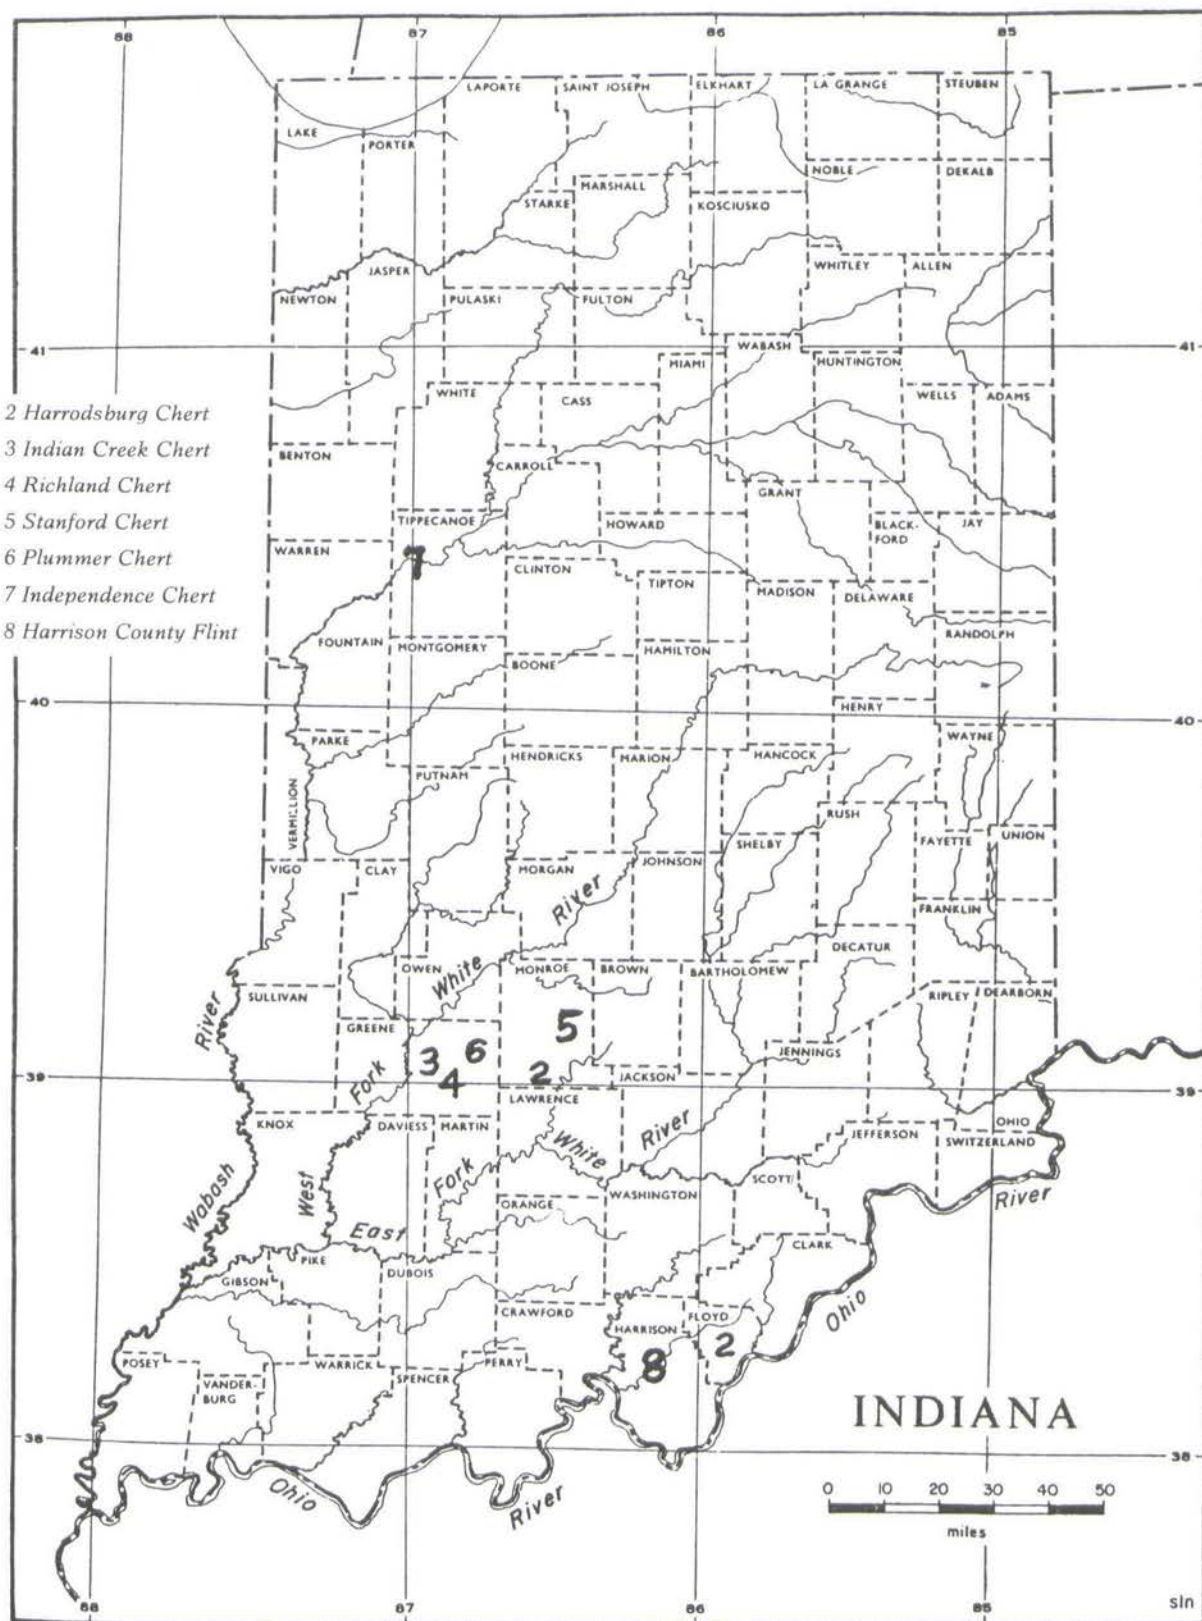 88 87 86 85
LAPORTE SAINT JOSEPH ELKHART LA GRANGE STEUBEN
LAKE
PORTER
NOBLE DEKALB
MARSHALL
STARKE KOSCIUSKO
WHITLEY ALLEN
JASPER
NEWTON PULASKI FULTON
41 41
WABASH
MIAMI HUNTINGTON
WHITE CASS WELLS ADAMS
2 Harrodsburg Chert
3 Indian Creek Chert
4 Richland Chert
5 Stanford Chert
6 Plummer Chert
7 Independence Chert
8 Harrison County Flint
BENTON
CARROLL
GRANT
TIPPECANOE HOWARD BLACK-
FORD
JAY
WARREN
7
CLINTON
TIPTON
MADISON DELAWARE
RANDOLPH
FOUNTAIN MONTGOMERY HAMILTON
BOONE
40 40
HENRY
WAYNE
PARKE
HENDRICKS MARION HANCOCK
PUTNAM
VERMILLION
RUSH
SHELBY FAYETTE UNION
VIGO CLAY MORGAN JOHNSON
River
FRANKLIN
DECATUR
OWEN White MONROE BROWN BARTHOLOMEW
SULLIVAN RIPLEY DEARBORN
River
GREENE 5
3 6 JENNINGS
4 2
39 39
Fork
JACKSON
LAWRENCE
KNOX DAVIESS MARTIN OHIO
JEFFERSON SWITZERLAND
White River
Fork
SCOTT
Wabash West WASHINGTON
ORANGE River
East
PIKE CLARK
DUBOIS
GIBSON
CRAWFORD FLOYD
HARRISON Ohio
2
8
POSEY WARRICK PERRY
SPENCER
VANDER-
BURG
INDIANA
38 38
0 10 20 30 40 50
miles
Ohio River
88 87 86 85
sln